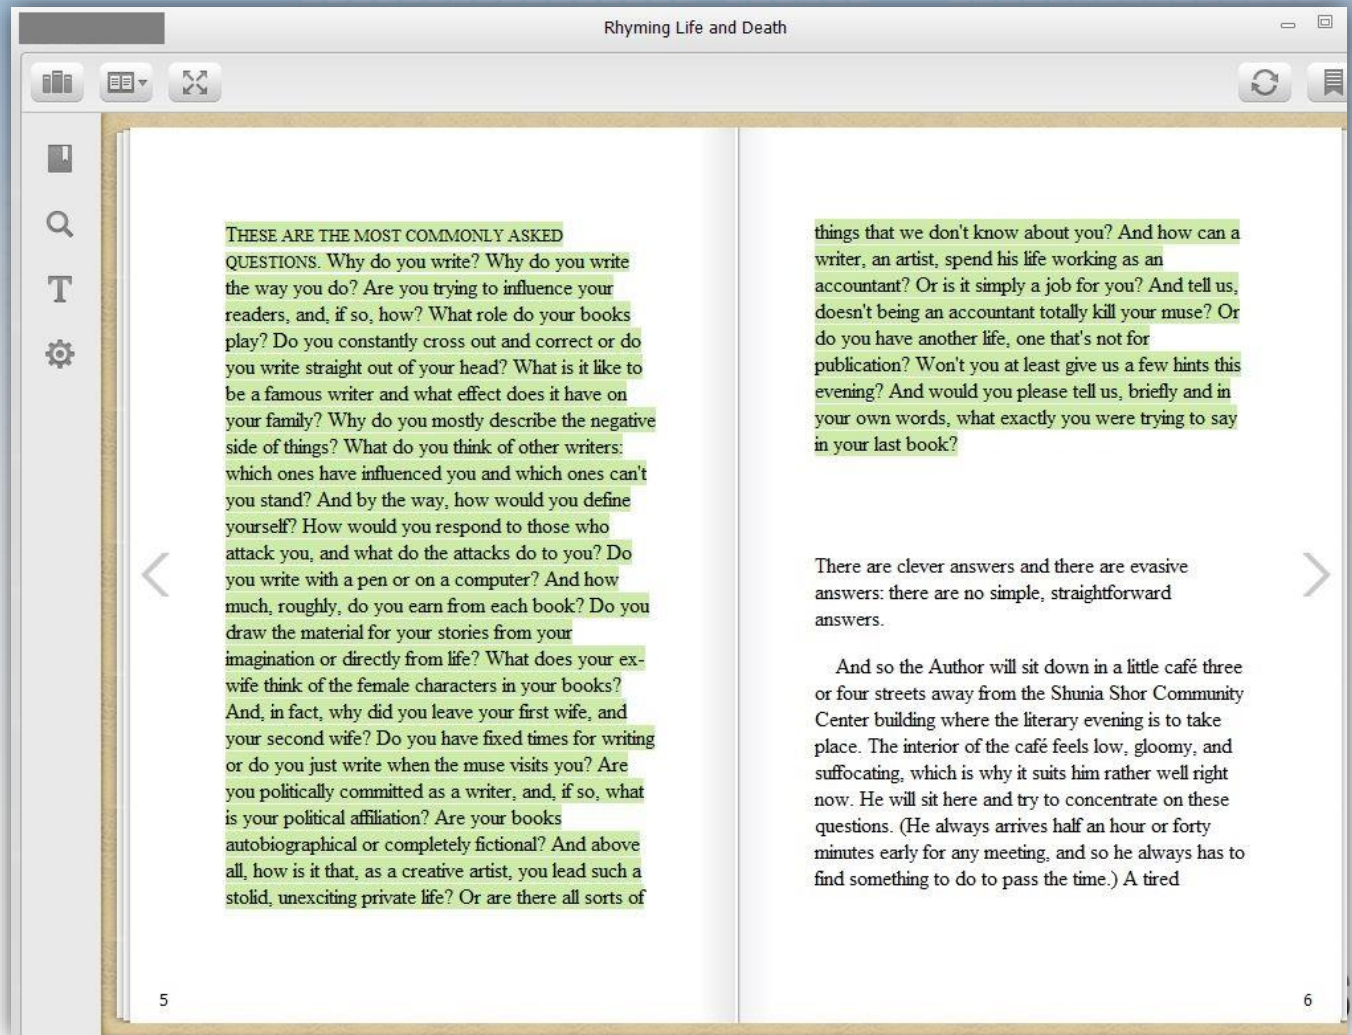 Rhyming Life and Death
THESE ARE THE MOST COMMONLY ASKED
QUESTIONS. Why do you write? Why do you write
the way you do? Are you trying to influence your
readers, and, if so, how? What role do your books
play? Do you constantly cross out and correct or do
you write straight out of your head? What is it like to
be a famous writer and what effect does it have on
your family? Why do you mostly describe the negative
side of things? What do you think of other writers:
which ones have influenced you and which ones can't
you stand? And by the way, how would you define
yourself? How would you respond to those who
attack you, and what do the attacks do to you? Do
you write with a pen or on a computer? And how
much, roughly, do you earn from each book? Do you
draw the material for your stories from your
imagination or directly from life? What does your ex-
wife think of the female characters in your books?
And, in fact, why did you leave your first wife, and
your second wife? Do you have fixed times for writing
or do you just write when the muse visits you? Are
you politically committed as a writer, and, if so, what
is your political affiliation? Are your books
autobiographical or completely fictional? And above
all, how is it that, as a creative artist, you lead such a
stolid, unexciting private life? Or are there all sorts of
5
things that we don't know about you? And how can a
writer, an artist, spend his life working as an
accountant? Or is it simply a job for you? And tell us,
doesn't being an accountant totally kill your muse? Or
do you have another life, one that's not for
publication? Won't you at least give us a few hints this
evening? And would you please tell us, briefly and in
your own words, what exactly you were trying to say
in your last book?
There are clever answers and there are evasive
answers: there are no simple, straightforward
answers.
And so the Author will sit down in a little café three
or four streets away from the Shunia Shor Community
Center building where the literary evening is to take
place. The interior of the café feels low, gloomy, and
suffocating, which is why it suits him rather well right
now. He will sit here and try to concentrate on these
questions. (He always arrives half an hour or forty
minutes early for any meeting, and so he always has to
find something to do to pass the time.) A tired
6